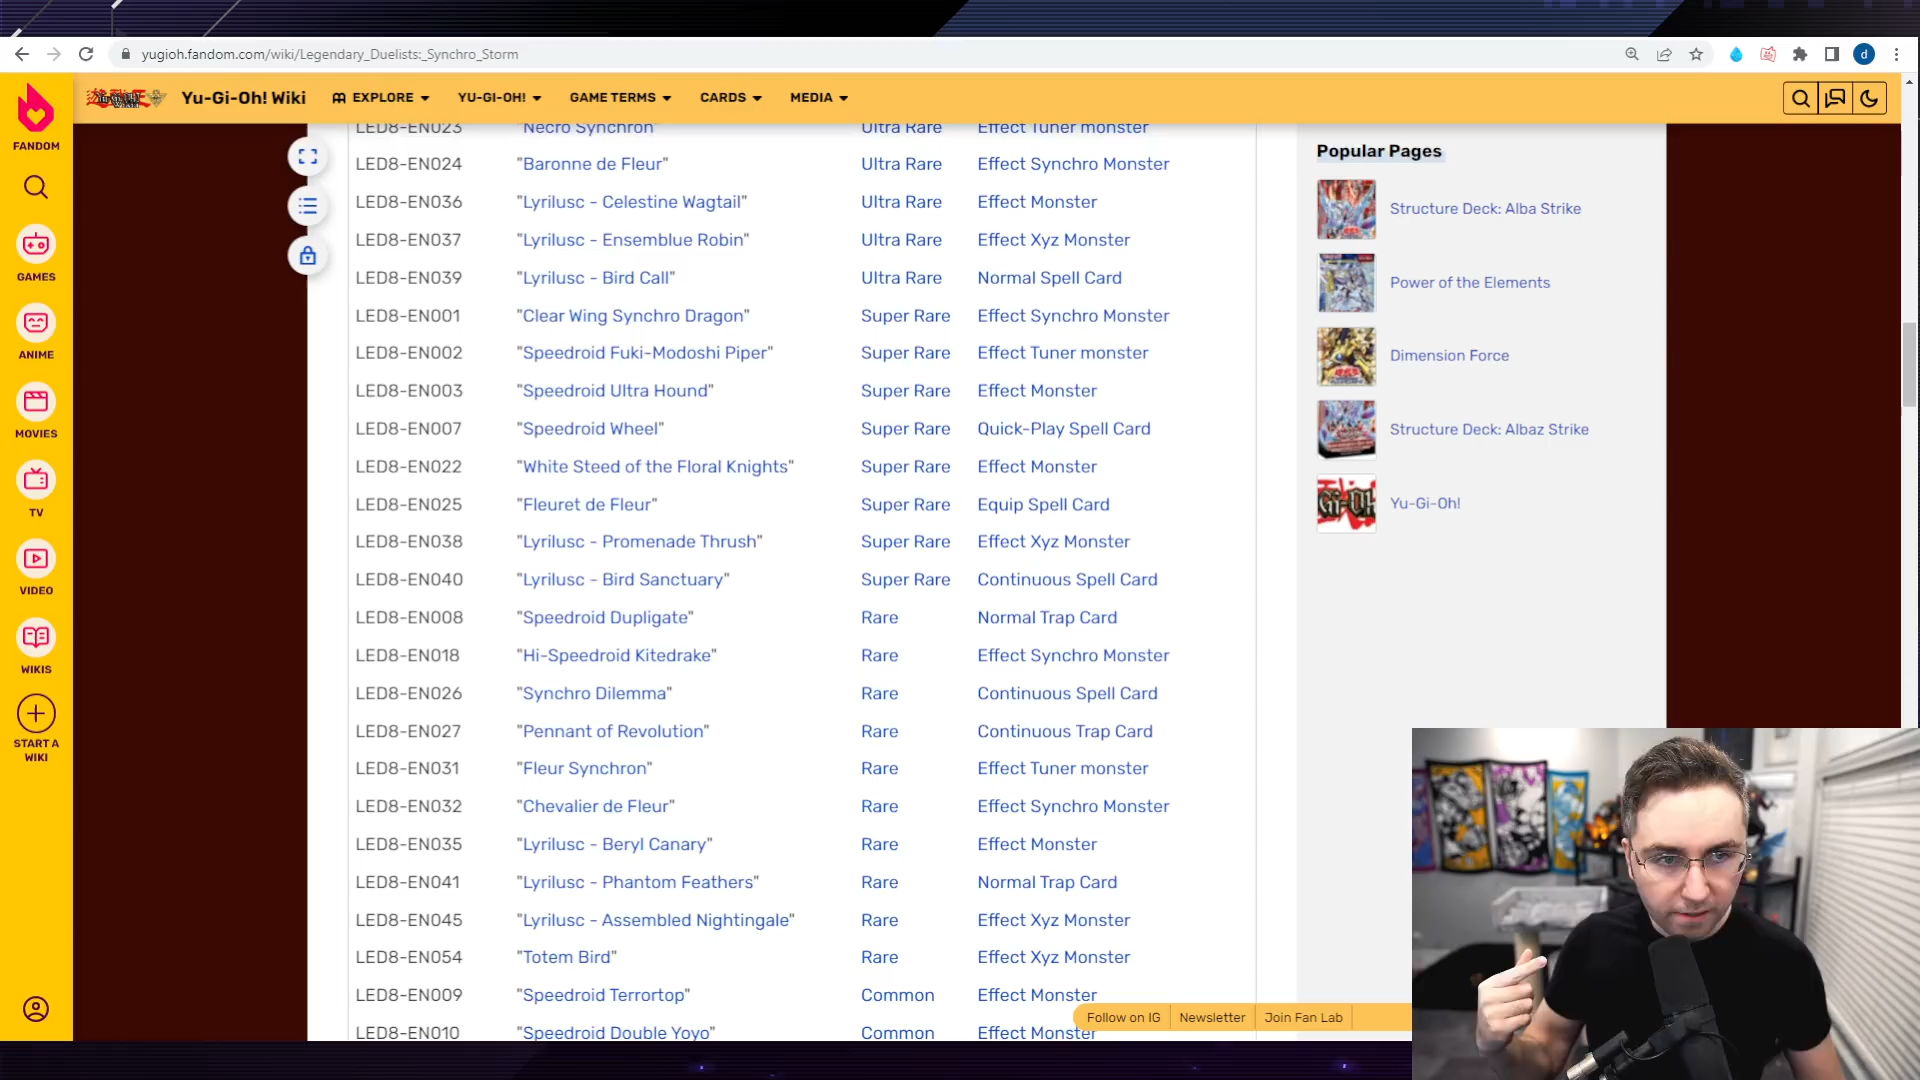 yugioh.fandom.com/wiki/Legendary_Duelists:_Synchro_Storm
d
Yu-Gi-Oh! Wiki
EXPLORE
YU-GI-OH!
GAME TERMS
CARDS
MEDIA
FANDOM
GAMES
ANIME
MOVIES
TV
VIDEO
WIKIS
START A
WIKI
LED8-EN023 "Necro Synchron" Ultra Rare Effect Tuner monster
LED8-EN024 "Baronne de Fleur" Ultra Rare Effect Synchro Monster
LED8-EN036 "Lyrilusc - Celestine Wagtail" Ultra Rare Effect Monster
LED8-EN037 "Lyrilusc - Ensemblue Robin" Ultra Rare Effect Xyz Monster
LED8-EN039 "Lyrilusc - Bird Call" Ultra Rare Normal Spell Card
LED8-EN001 "Clear Wing Synchro Dragon" Super Rare Effect Synchro Monster
LED8-EN002 "Speedroid Fuki-Modoshi Piper" Super Rare Effect Tuner monster
LED8-EN003 "Speedroid Ultra Hound" Super Rare Effect Monster
LED8-EN007 "Speedroid Wheel" Super Rare Quick-Play Spell Card
LED8-EN022 "White Steed of the Floral Knights" Super Rare Effect Monster
LED8-EN025 "Fleuret de Fleur" Super Rare Equip Spell Card
LED8-EN038 "Lyrilusc - Promenade Thrush" Super Rare Effect Xyz Monster
LED8-EN040 "Lyrilusc - Bird Sanctuary" Super Rare Continuous Spell Card
LED8-EN008 "Speedroid Dupligate" Rare Normal Trap Card
LED8-EN018 "Hi-Speedroid Kitedrake" Rare Effect Synchro Monster
LED8-EN026 "Synchro Dilemma" Rare Continuous Spell Card
LED8-EN027 "Pennant of Revolution" Rare Continuous Trap Card
LED8-EN031 "Fleur Synchron" Rare Effect Tuner monster
LED8-EN032 "Chevalier de Fleur" Rare Effect Synchro Monster
LED8-EN035 "Lyrilusc - Beryl Canary" Rare Effect Monster
LED8-EN041 "Lyrilusc - Phantom Feathers" Rare Normal Trap Card
LED8-EN045 "Lyrilusc - Assembled Nightingale" Rare Effect Xyz Monster
LED8-EN054 "Totem Bird" Rare Effect Xyz Monster
LED8-EN009 "Speedroid Terrortop" Common Effect Monster
LED8-EN010 "Speedroid Double Yoyo" Common Effect Monster
Popular Pages
Structure Deck: Alba Strike
Power of the Elements
Dimension Force
Structure Deck: Albaz Strike
Yu-Gi-Oh!
Follow on IG
Newsletter
Join Fan Lab